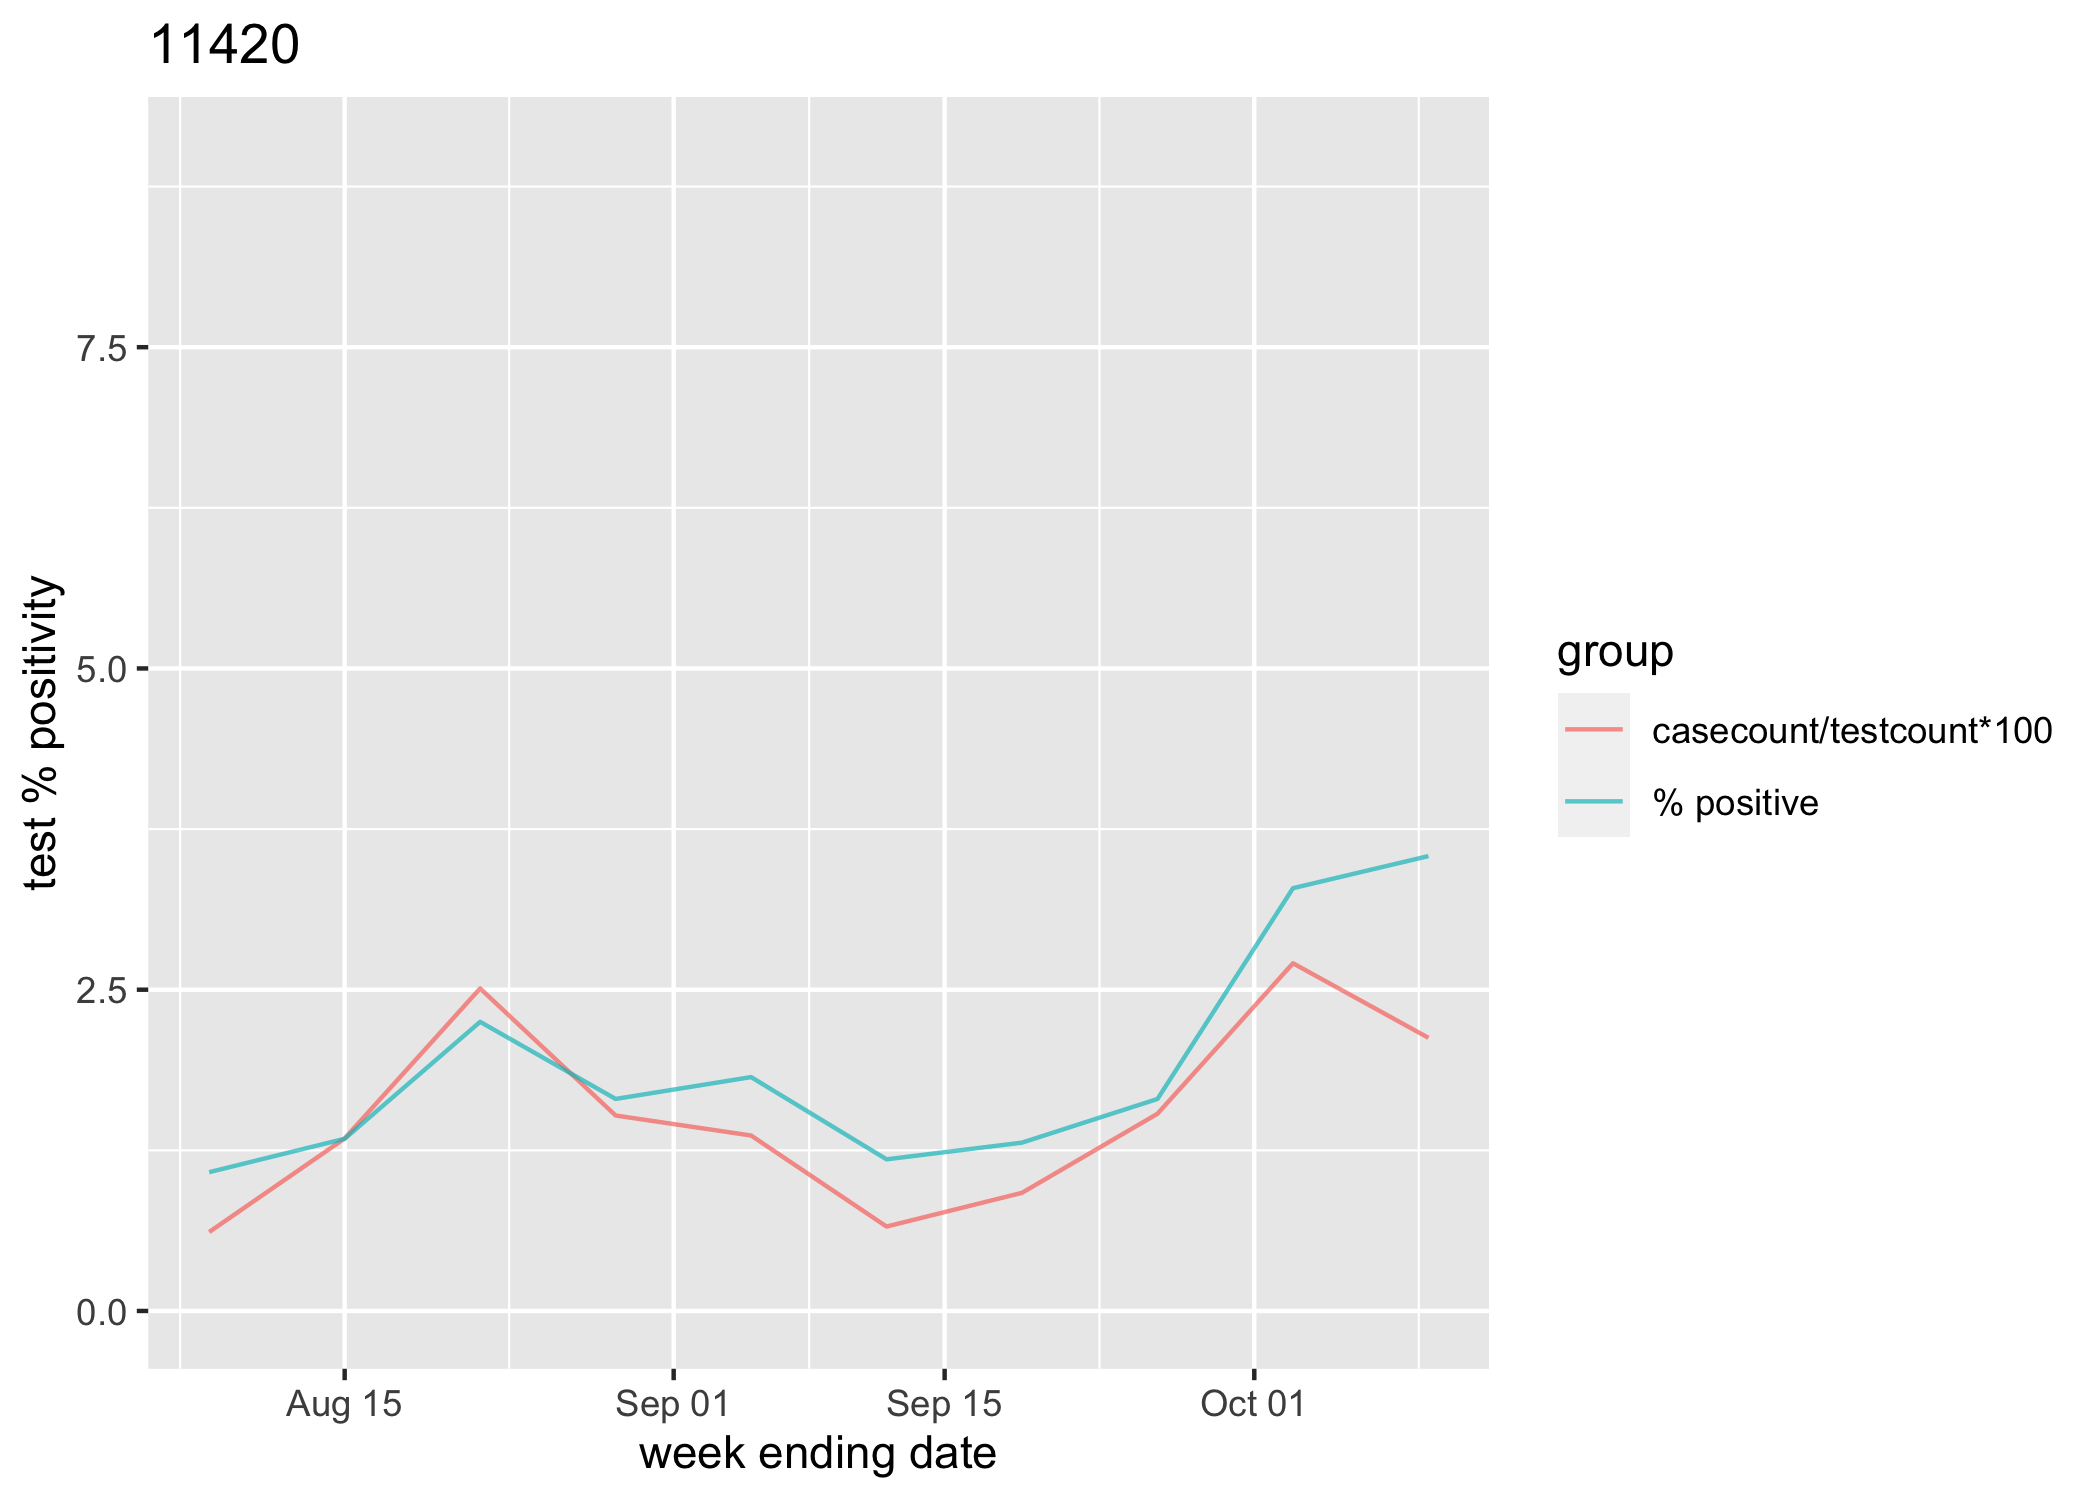 11420
test % positivity
7.5
5.0
2.5
0.0
Aug 15 Sep 01 Sep 15 Oct 01
week ending date
group
casecount/testcount*100
% positive